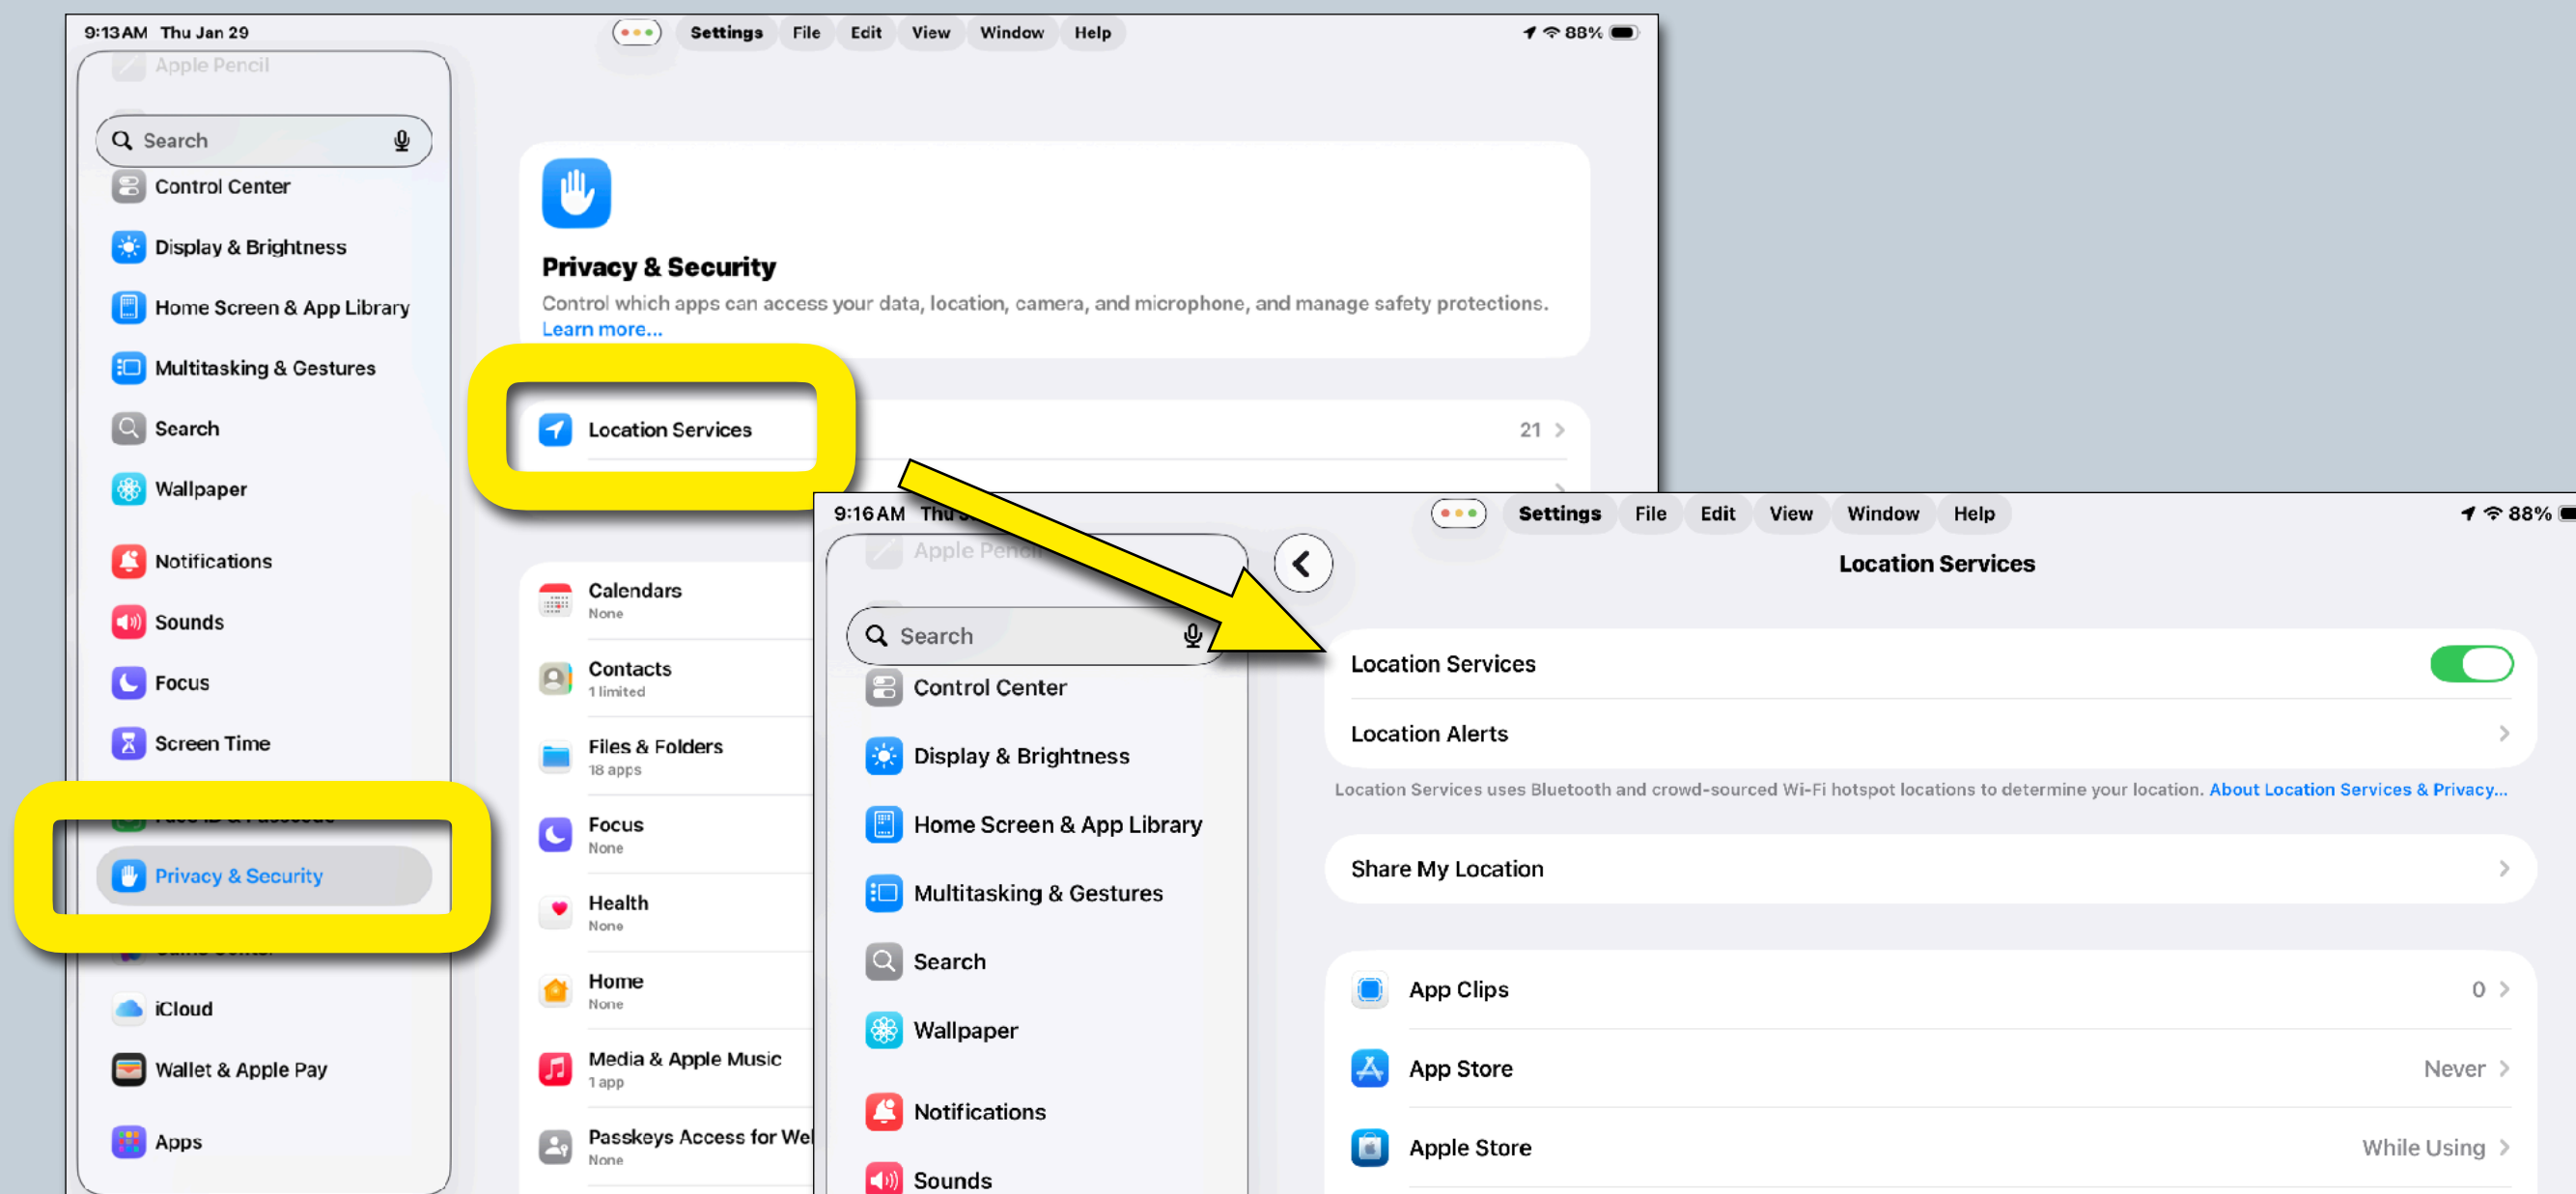 9:13 AM Thu Jan 29
Settings File Edit View Window Help
88%
Apple Pencil
Search
Control Center
Display & Brightness
Home Screen & App Library
Multitasking & Gestures
Search
Wallpaper
Notifications
Sounds
Focus
Screen Time
Privacy & Security
iCloud
Wallet & Apple Pay
Apps
Privacy & Security
Control which apps can access your data, location, camera, and microphone, and manage safety protections.
Learn more...
Location Services 21
Calendars
None
Contacts
1 limited
Files & Folders
18 apps
Focus
None
Health
None
Home
None
Media & Apple Music
1 app
Passkeys Access for
None
9:16 AM
Settings File Edit View Window Help
88%
Apple
Search
Control Center
Display & Brightness
Home Screen & App Library
Multitasking & Gestures
Search
Wallpaper
Notifications
Sounds
Location Services
Location Services
Location Alerts
Location Services uses Bluetooth and crowd-sourced Wi-Fi hotspot locations to determine your location. About Location Services & Privacy...
Share My Location
App Clips 0
App Store Never
Apple Store While Using